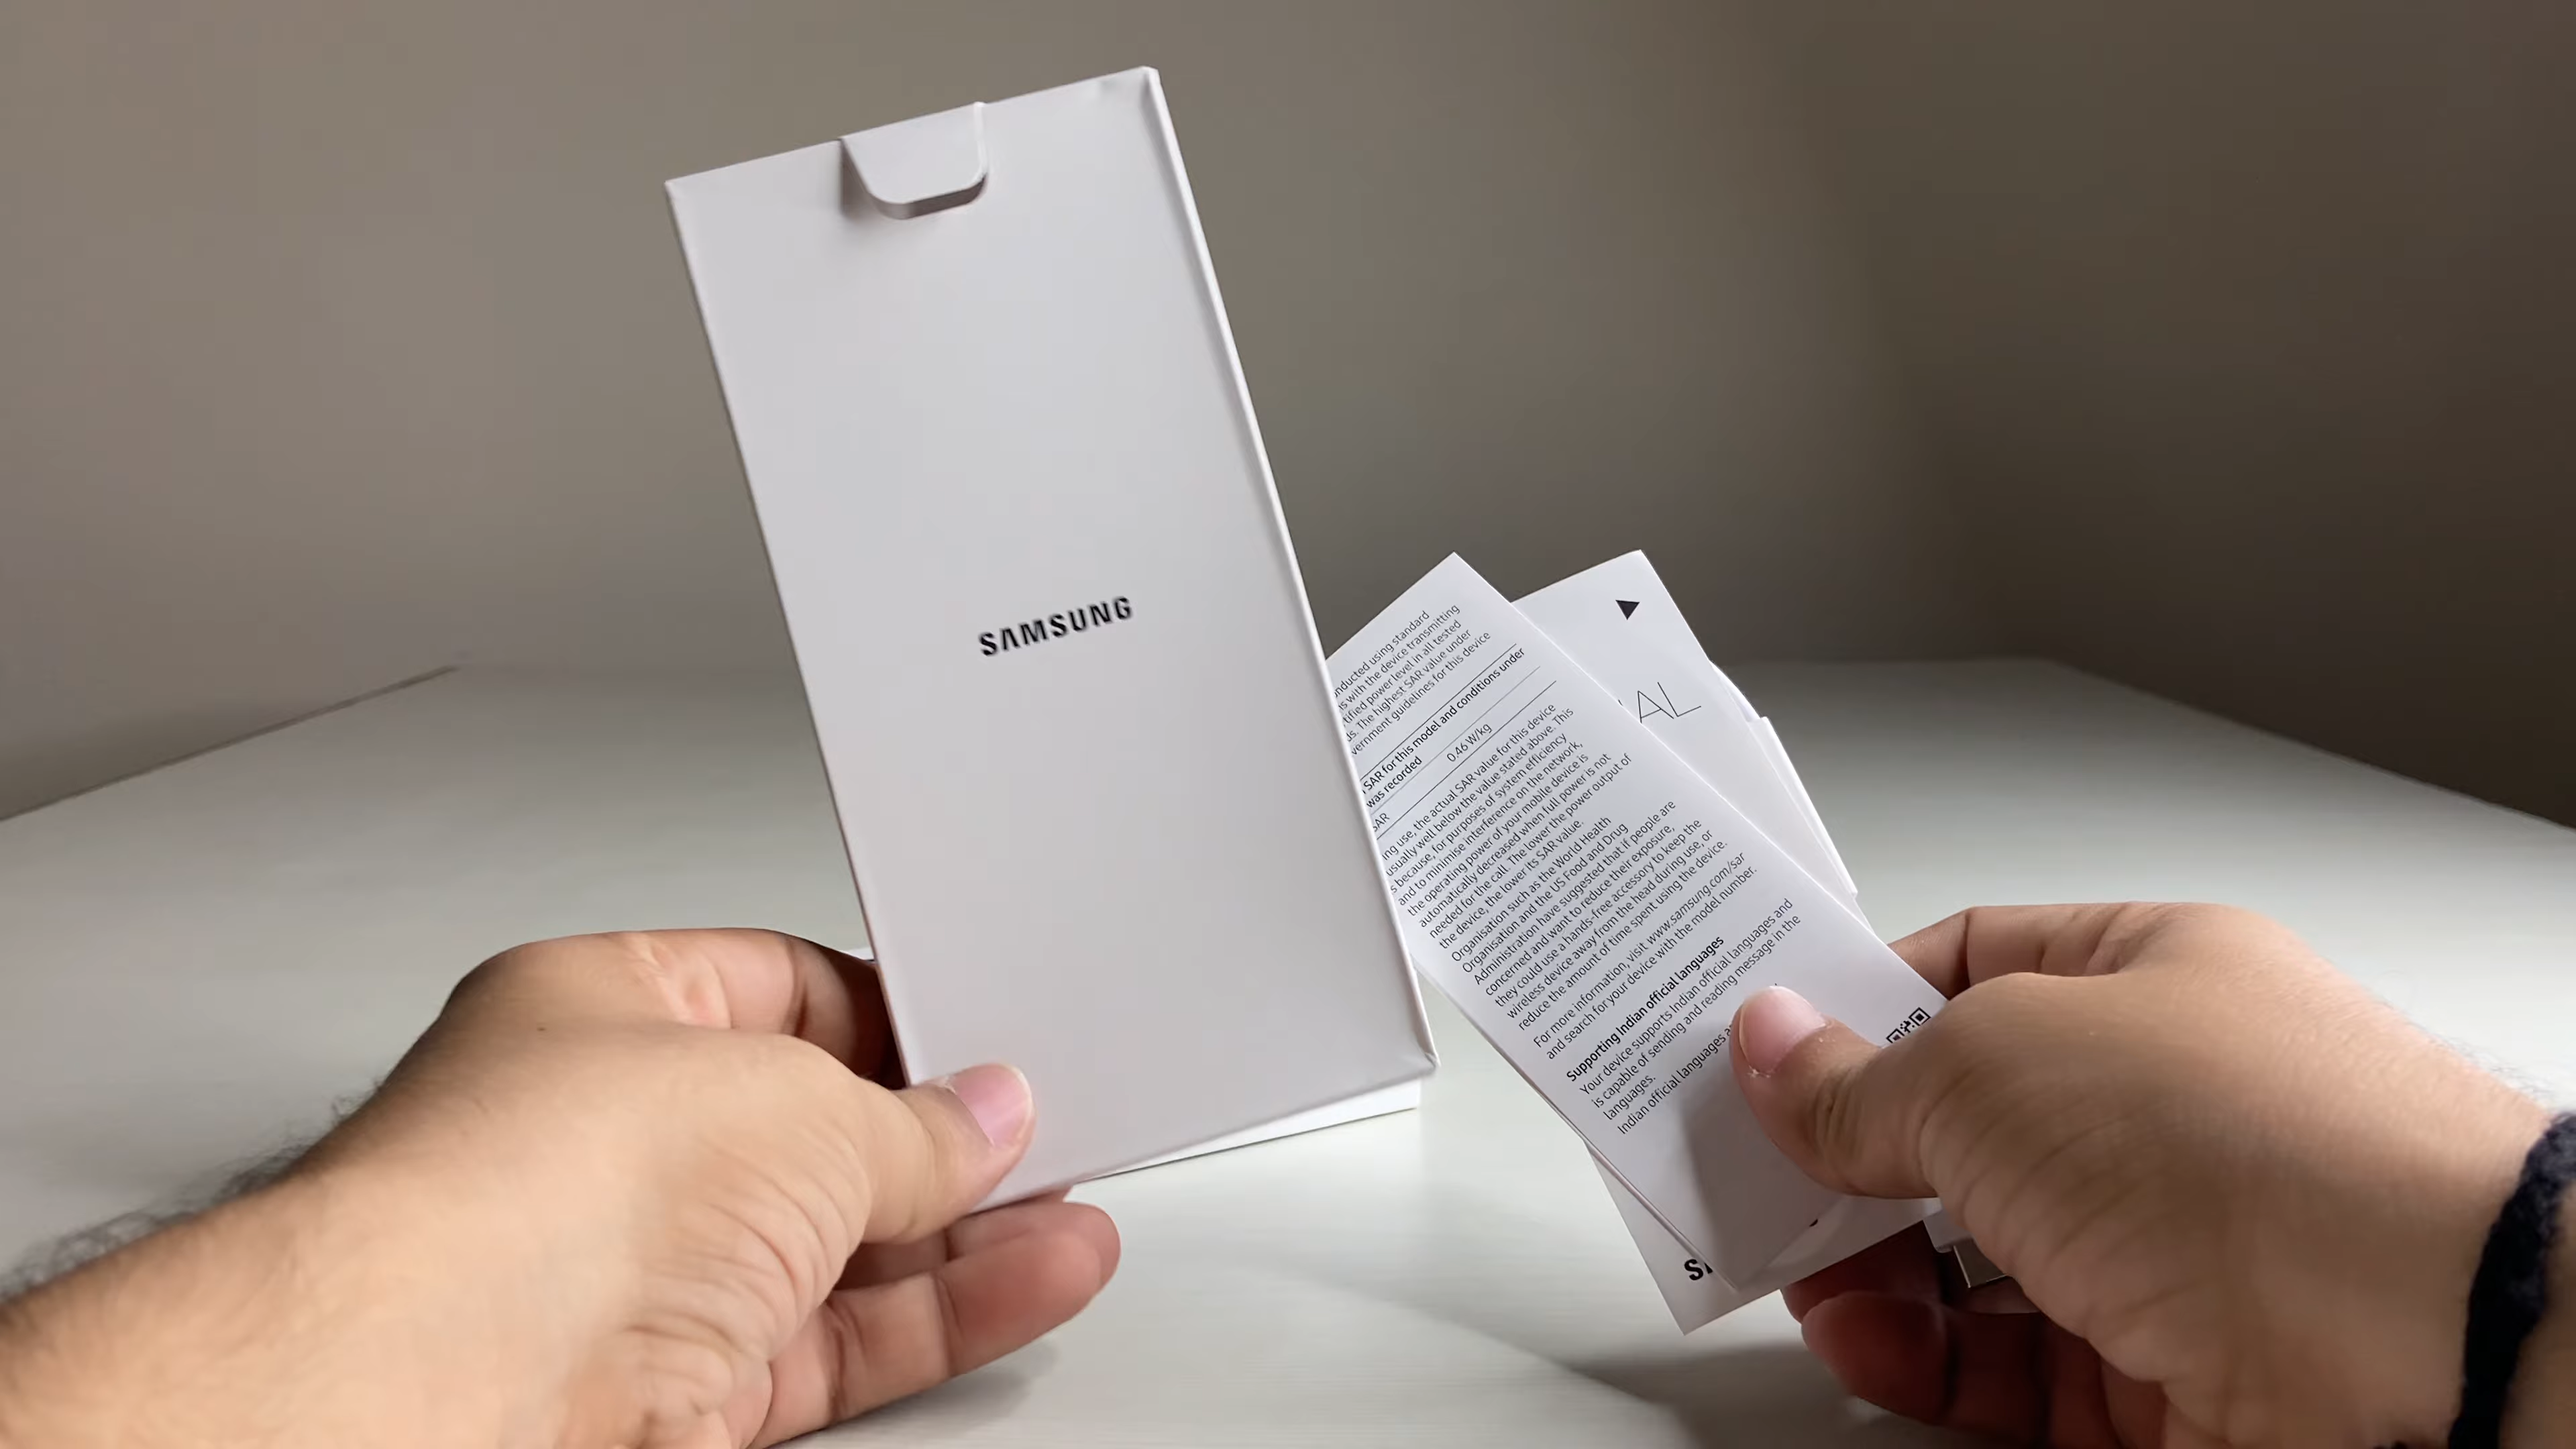 SAMSUNG
nducted using standard
s with the device transmitting
tified power level in all tested
ds. The highest SAR value under
vernment guidelines for this device
SAR for this model and conditions under
was recorded
SAR 0.46 W/kg
ing use, the actual SAR value for this device
usually well below the value stated above. This
s because, for purposes of system efficiency
and to minimise interference on the network,
the operating power of your mobile device is
automatically decreased when full power is not
needed for the call. The lower the power output of
the device, the lower its SAR value.
Organisation such as the World Health
Organisation and the US Food and Drug
Administration have suggested that if people are
concerned and want to reduce their exposure,
they could use a hands-free accessory to keep the
wireless device away from the head during use, or
reduce the amount of time spent using the device.
For more information, visit www.samsung.com/sar
and search for your device with the model number.
Supporting Indian official languages
Your device supports Indian official languages and
is capable of sending and reading message in the
languages.
Indian official languages a
AL